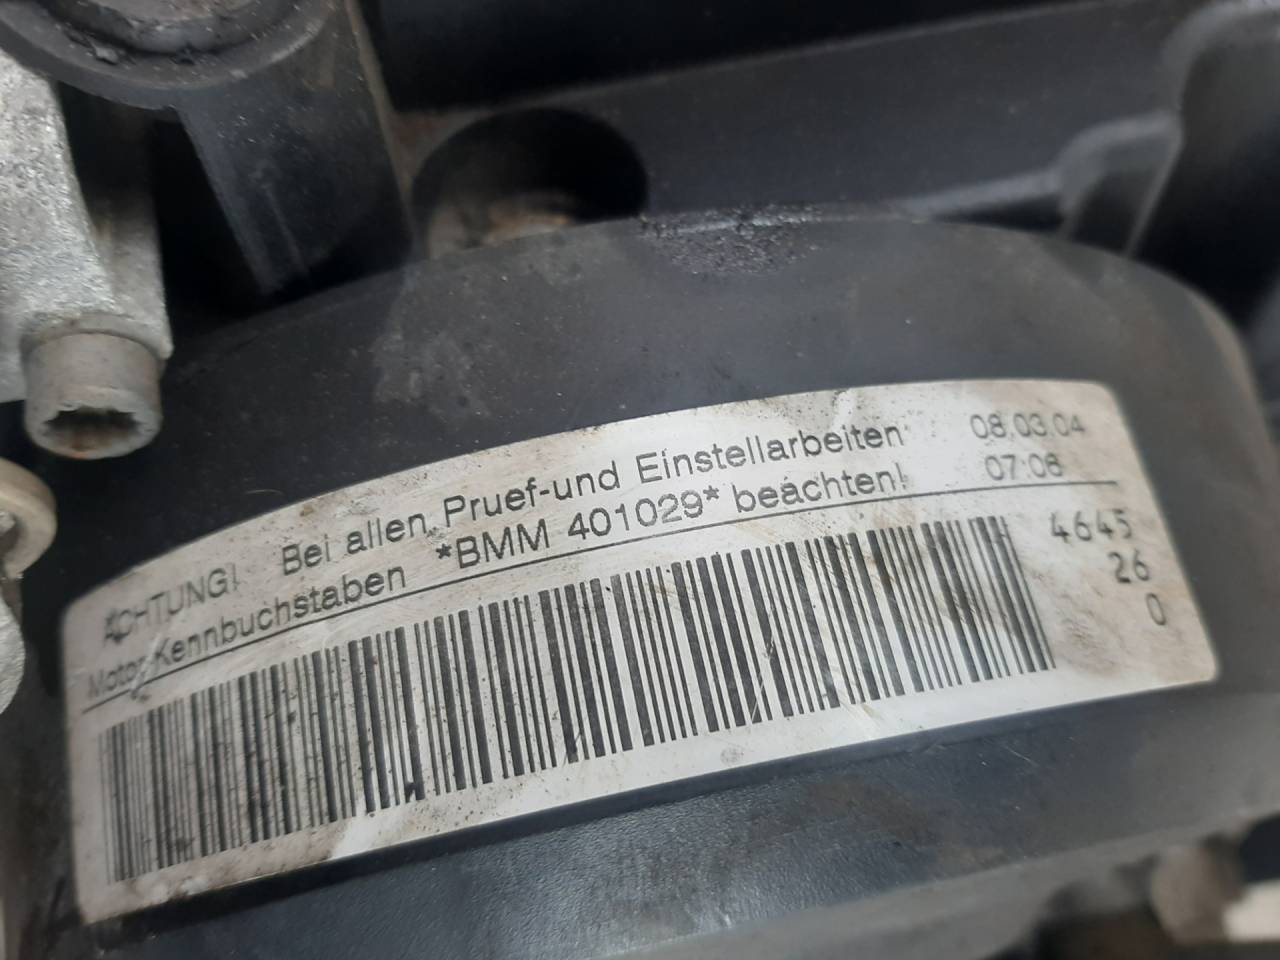 ACHTUNG! Bei allen Pruef-und Einstellarbeiten 08.03.04
Motor-Kennbuchstaben *BMM 401029* beachten! 07:08
4645
26
0